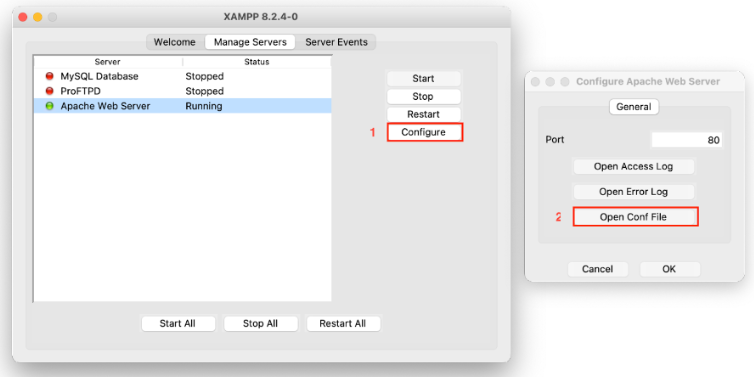 XAMPP 8.2.4-0
Welcome Manage Servers Server Events
Server Status
MySQL Database Stopped
ProFTPD Stopped
Apache Web Server Running
Start
Stop
Restart
1 Configure
Start All Stop All Restart All
Configure Apache Web Server
General
Port 80
Open Access Log
Open Error Log
2 Open Conf File
Cancel OK